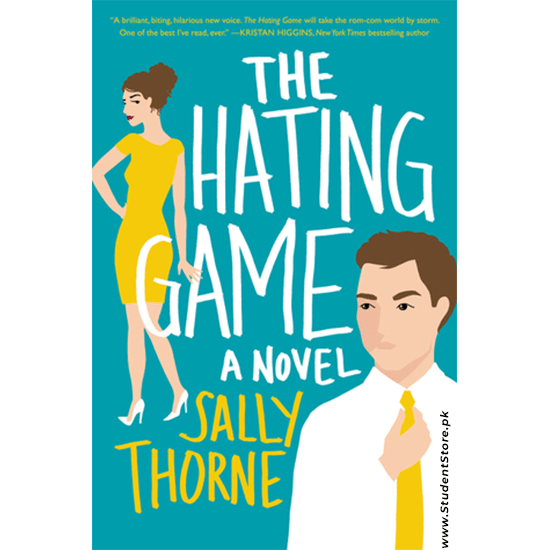 "A brilliant, biting, hilarious new voice. The Hating Game will take the rom-com world by storm.
One of the best I've read, ever." —KRISTAN HIGGINS, New York Times bestselling author
THE
HATING
GAME
A NOVEL
SALLY
THORNE
www.StudentStore.pk